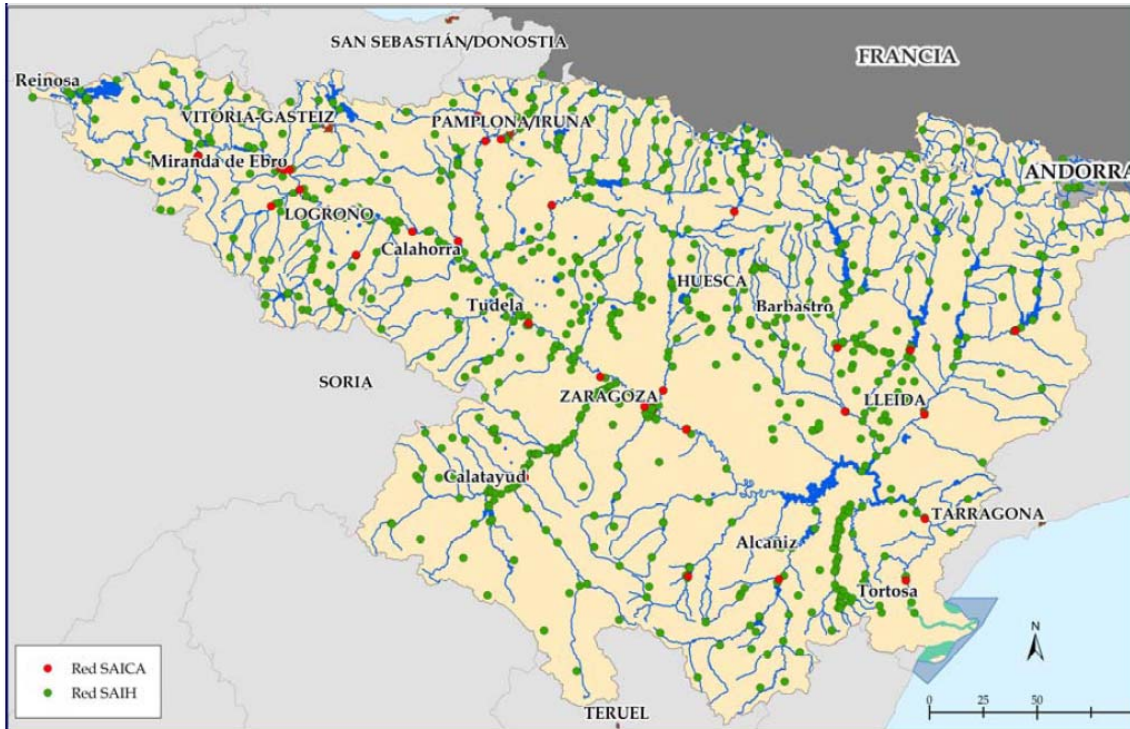 SAN SEBASTIÁN/DONOSTIA
FRANCIA
Reinosa
VITORIA-GASTEIZ
PAMPLONA/IRUNA
Miranda de Ebro
ANDORRA
LOGROÑO
Calahorra
HUESCA
Tudela
Barbastro
SORIA
ZARAGOZA
LLEIDA
Calatayud
TARRAGONA
Alcañiz
Tortosa
N
Red SAICA
Red SAIH
0 25 50
TERUEL